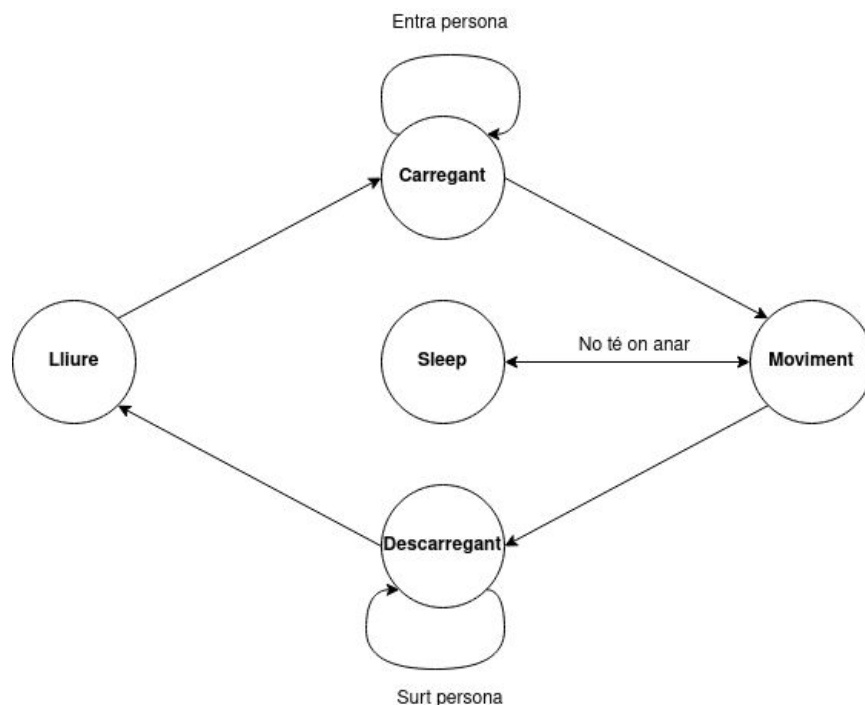 Entra persona
Carregant
Lliure
Sleep
No té on anar
Moviment
Descarregant
Surt persona